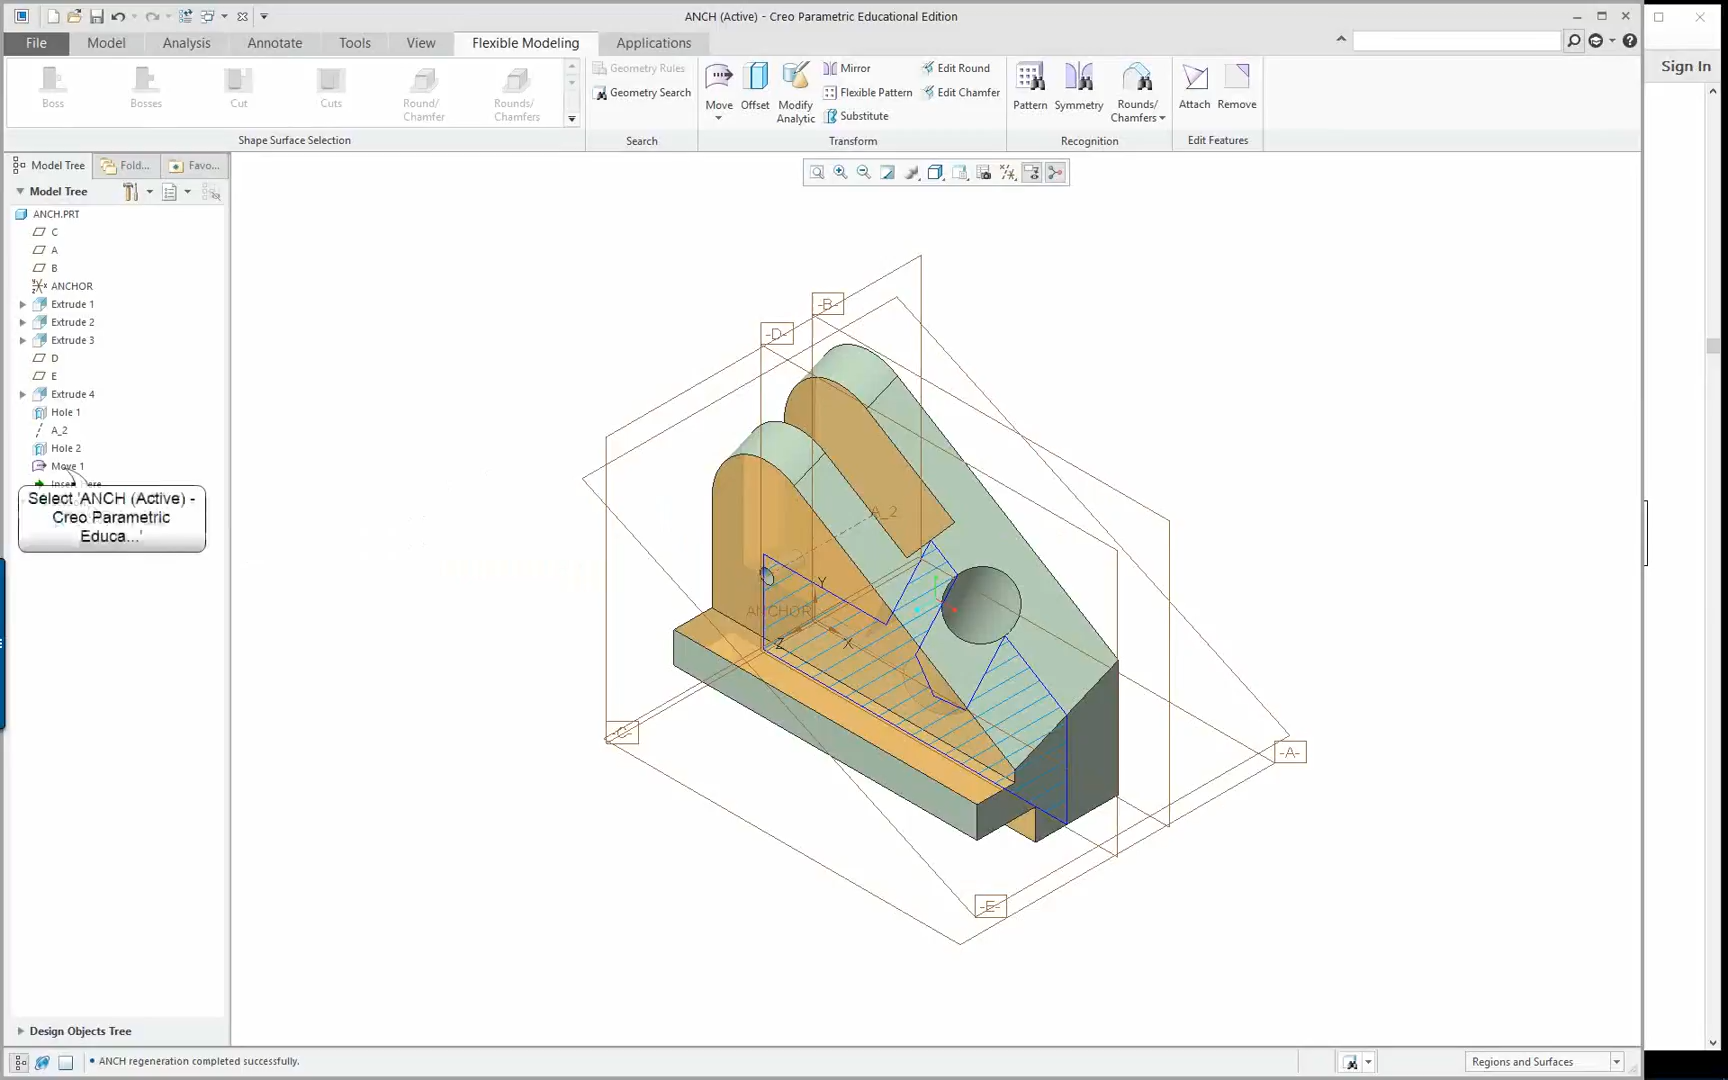 ANCH (Active) - Creo Parametric Educational Edition
File
Model
Analysis
Annotate
Tools
View
Flexible Modeling
Applications
Sign In
Boss
Bosses
Cut
Cuts
Round/
Chamfer
Rounds/
Chamfers
Geometry Rules
Geometry Search
Move
Offset
Modify
Analytic
Mirror
Flexible Pattern
Substitute
Edit Round
Edit Chamfer
Pattern
Symmetry
Rounds/
Chamfers
Attach
Remove
Shape Surface Selection
Search
Transform
Recognition
Edit Features
Model Tree
Fold...
Favo...
Model Tree
ANCH.PRT
C
A
B
ANCHOR
Extrude 1
Extrude 2
Extrude 3
D
E
Extrude 4
Hole 1
A_2
Hole 2
Move 1
Insert Here
Select 'ANCH (Active) -
Creo Parametric
Educa...'
-B-
-D-
A_2
Y
ANCHOR
Z
X
-C-
-A-
-E-
Design Objects Tree
ANCH regeneration completed successfully.
Regions and Surfaces